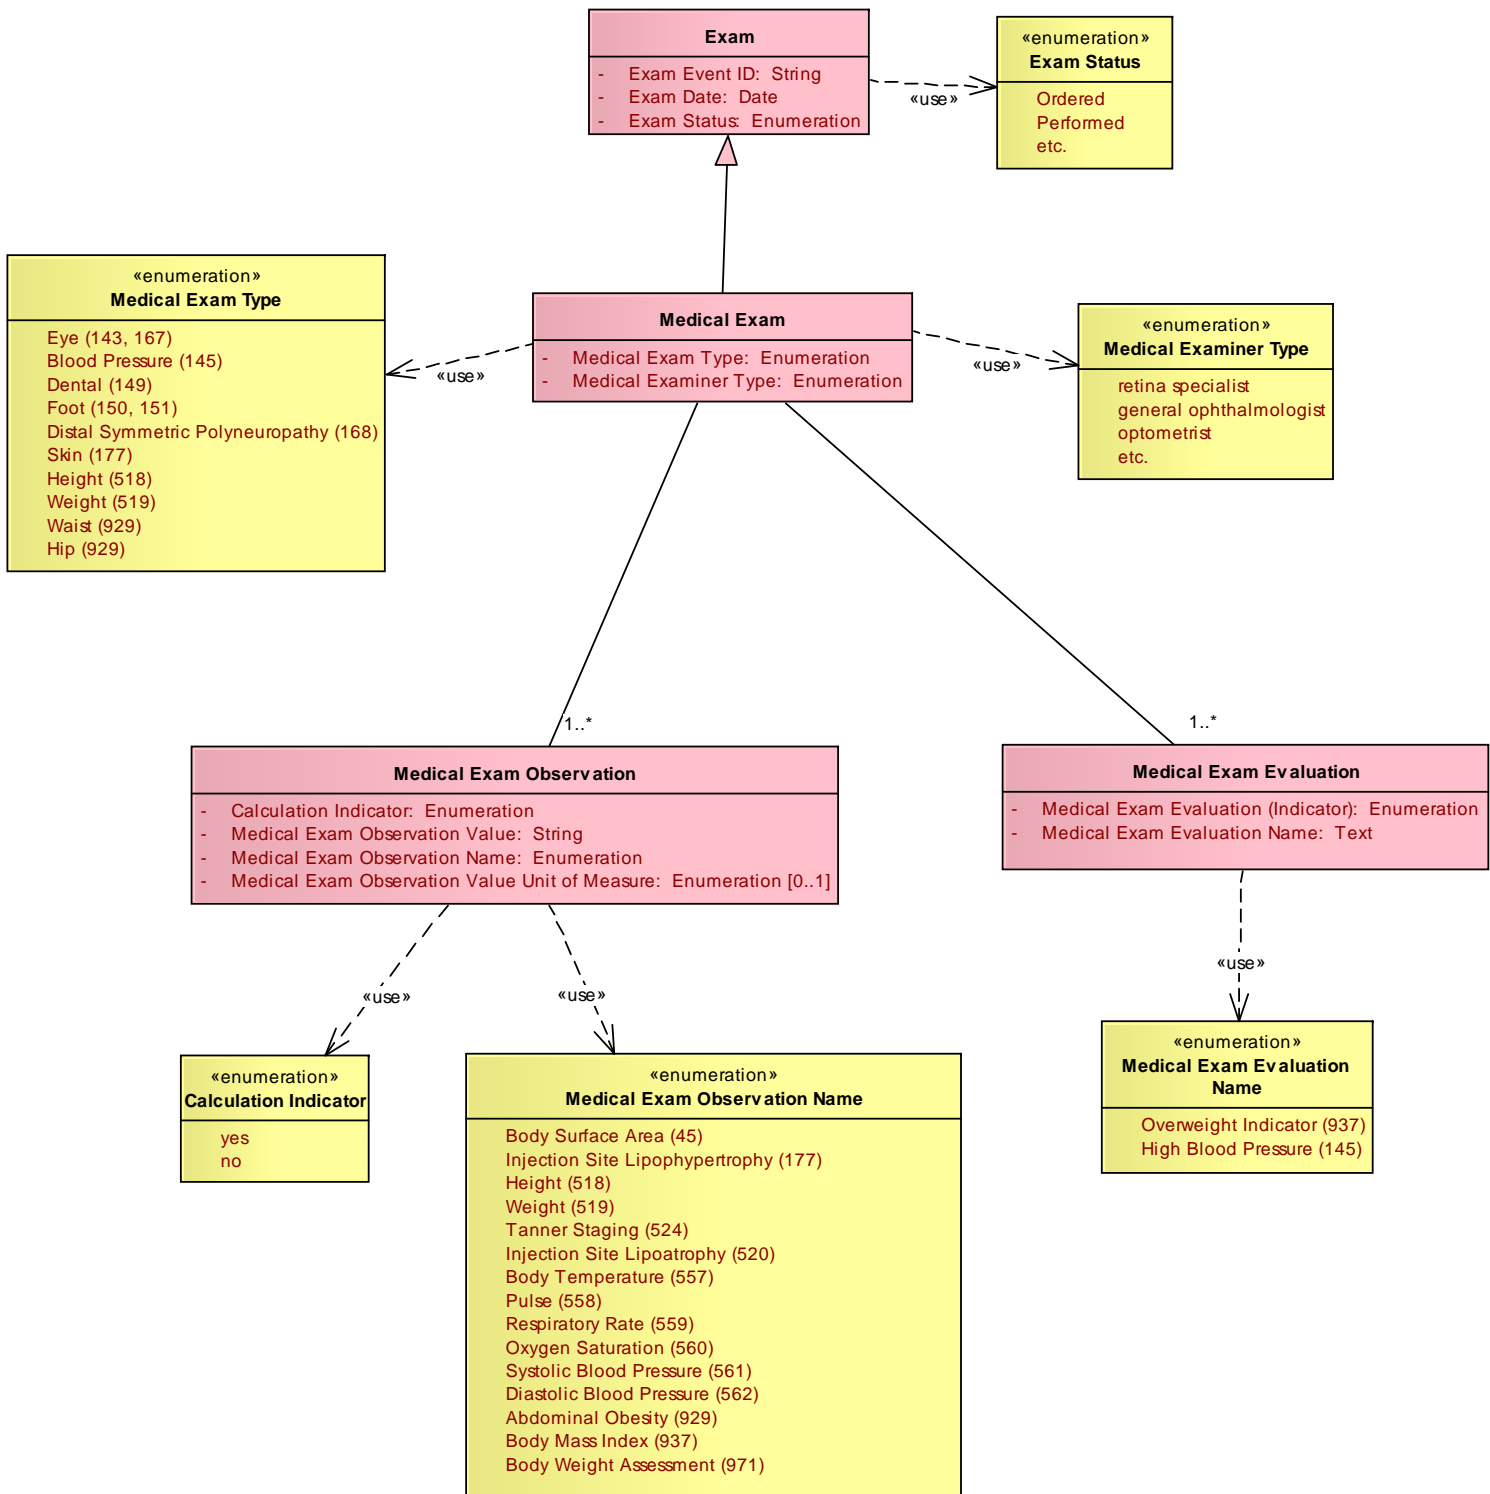 Exam
- Exam Event ID: String
- Exam Date: Date
- Exam Status: Enumeration
«use»
«enumeration»
Exam Status
Ordered
Performed
etc.
«enumeration»
Medical Exam Type
Eye (143, 167)
Blood Pressure (145)
Dental (149)
Foot (150, 151)
Distal Symmetric Polyneuropathy (168)
Skin (177)
Height (518)
Weight (519)
Waist (929)
Hip (929)
«use»
Medical Exam
- Medical Exam Type: Enumeration
- Medical Examiner Type: Enumeration
«use»
«enumeration»
Medical Examiner Type
retina specialist
general ophthalmologist
optometrist
etc.
1..*
1..*
Medical Exam Observation
- Calculation Indicator: Enumeration
- Medical Exam Observation Value: String
- Medical Exam Observation Name: Enumeration
- Medical Exam Observation Value Unit of Measure: Enumeration [0..1]
Medical Exam Evaluation
- Medical Exam Evaluation (Indicator): Enumeration
- Medical Exam Evaluation Name: Text
«use»
«use»
«use»
«enumeration»
Calculation Indicator
yes
no
«enumeration»
Medical Exam Observation Name
Body Surface Area (45)
Injection Site Lipophypertrophy (177)
Height (518)
Weight (519)
Tanner Staging (524)
Injection Site Lipoatrophy (520)
Body Temperature (557)
Pulse (558)
Respiratory Rate (559)
Oxygen Saturation (560)
Systolic Blood Pressure (561)
Diastolic Blood Pressure (562)
Abdominal Obesity (929)
Body Mass Index (937)
Body Weight Assessment (971)
«enumeration»
Medical Exam Evaluation
Name
Overweight Indicator (937)
High Blood Pressure (145)